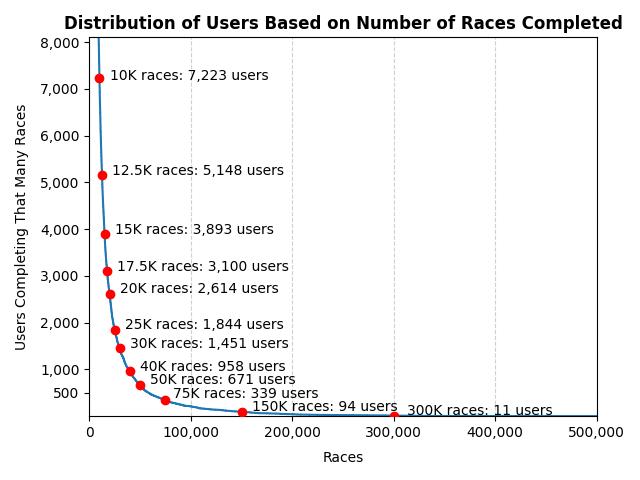 Distribution of Users Based on Number of Races Completed
Users Completing That Many Races
8,000
7,000
6,000
5,000
4,000
3,000
2,000
1,000
500
10K races: 7,223 users
12.5K races: 5,148 users
15K races: 3,893 users
17.5K races: 3,100 users
20K races: 2,614 users
25K races: 1,844 users
30K races: 1,451 users
40K races: 958 users
50K races: 671 users
75K races: 339 users
150K races: 94 users
300K races: 11 users
0
100,000
200,000
300,000
400,000
500,000
Races